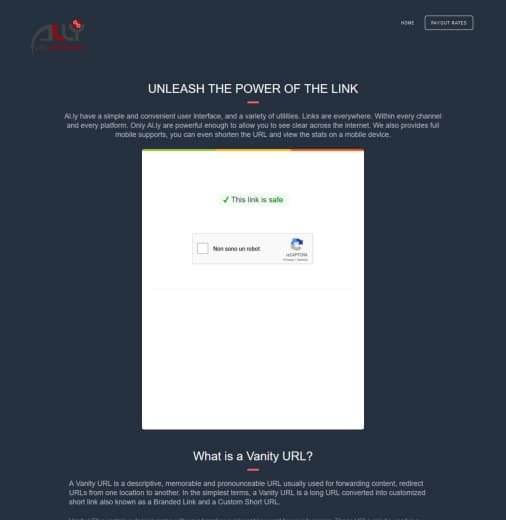 ALLY
HOME
PAYOUT RATES
UNLEASH THE POWER OF THE LINK
Al.ly have a simple and convenient user Interface, and a variety of utilities. Links are everywhere. Within every channel
and every platform. Only Al.ly are powerful enough to allow you to see clear across the internet. We also provides full
mobile supports, you can even shorten the URL and view the stats on a mobile device.
✓ This link is safe
Non sono un robot
reCAPTCHA
What is a Vanity URL?
A Vanity URL is a descriptive, memorable and pronounceable URL usually used for forwarding content, redirect
URLs from one location to another. In the simplest terms, a Vanity URL is a long URL converted into customized
short link also known as a Branded Link and a Custom Short URL.